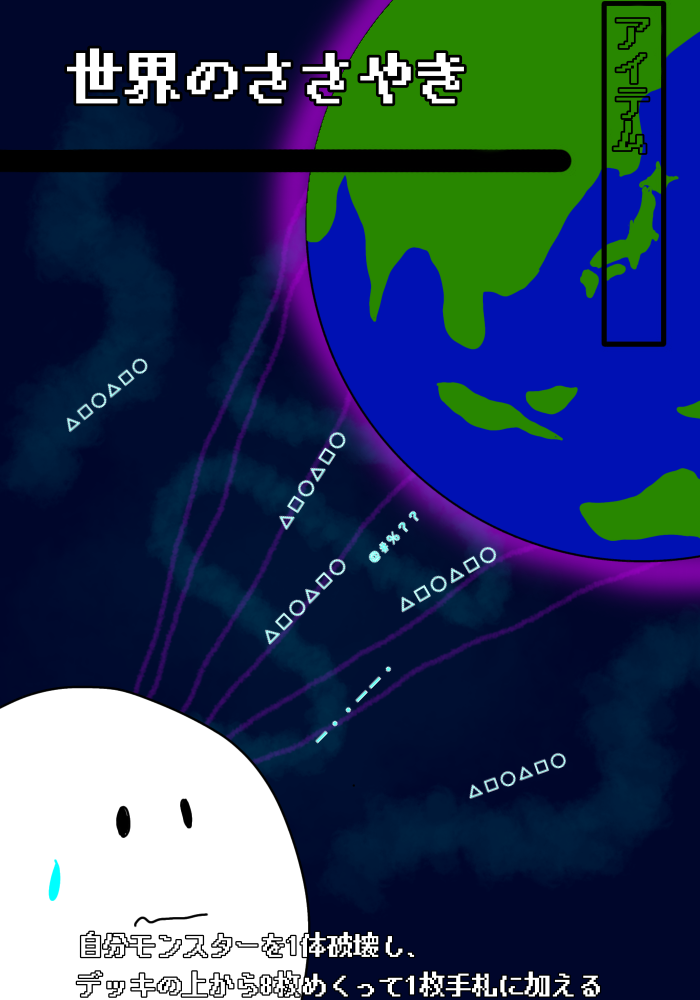 世界のささやき
アイテム
△□○△□○
△□○△□○
@#%??
△□○△□○
△□○△□○
－・・－－・
△□○△□○
自分モンスターを1体破壊し、
デッキの上から8枚めくって1枚手札に加える